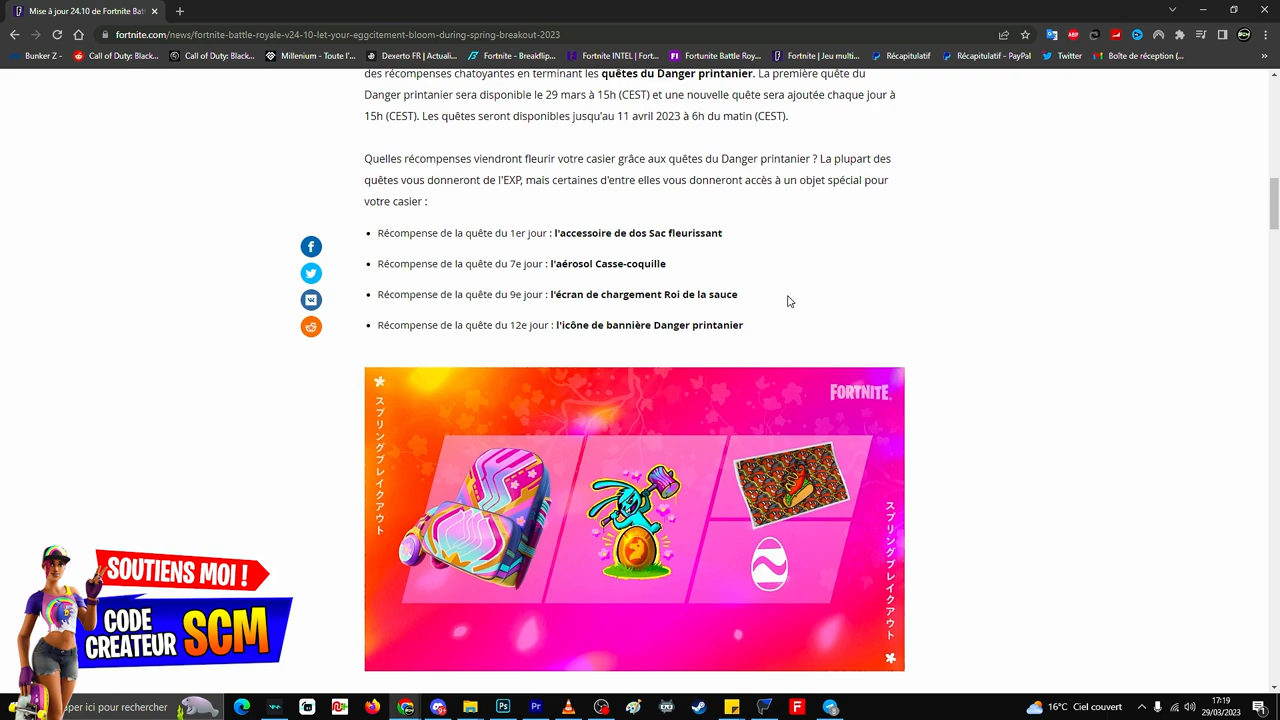 Mise à jour 24.10 de Fortnite Bat
fortnite.com/news/fortnite-battle-royale-v24-10-let-your-eggcitement-bloom-during-spring-breakout-2023
Bunker Z -
Call of Duty: Black...
Call of Duty: Black...
Millenium - Toute l'...
Dexerto FR | Actuali...
Fortnite - Breakflip...
Fortnite INTEL | Fort...
Fortunite Battle Roy...
Fortnite | Jeu multi...
Récapitulatif
Récapitulatif - PayPal
Twitter
Boîte de réception (...
des récompenses chatoyantes en terminant les quêtes du Danger printanier. La première quête du
Danger printanier sera disponible le 29 mars à 15h (CEST) et une nouvelle quête sera ajoutée chaque jour à
15h (CEST). Les quêtes seront disponibles jusqu'au 11 avril 2023 à 6h du matin (CEST).
Quelles récompenses viendront fleurir votre casier grâce aux quêtes du Danger printanier ? La plupart des
quêtes vous donneront de l'EXP, mais certaines d'entre elles vous donneront accès à un objet spécial pour
votre casier :
Récompense de la quête du 1er jour : l'accessoire de dos Sac fleurissant
Récompense de la quête du 7e jour : l'aérosol Casse-coquille
Récompense de la quête du 9e jour : l'écran de chargement Roi de la sauce
Récompense de la quête du 12e jour : l'icône de bannière Danger printanier
FORTNITE
スプリングブレイクアウト
スプリングブレイクアウト
SOUTIENS MOI !
CODE
CREATEUR SCM
aper ici pour rechercher
16°C Ciel couvert
17:19
29/03/2023